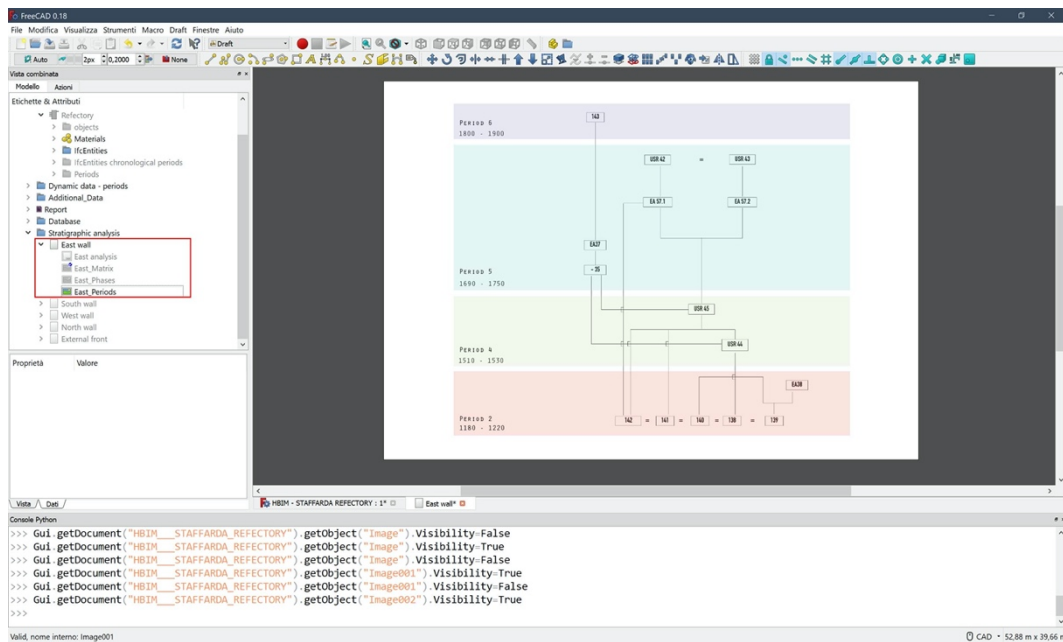 FreeCAD 0.18
File Modifica Visualizza Strumenti Macro Draft Finestre Aiuto
Draft
Auto 2px 0,2000 None
Vista combinata
Modello Azioni
Etichette & Attributi
Refectory
objects
Materials
IfcEntities
IfcEntities chronological periods
Periods
Dynamic data - periods
Additional_Data
Report
Database
Stratigraphic analysis
East wall
East analysis
East_Matrix
East_Phases
East_Periods
South wall
West wall
North wall
External front
Proprietà Valore
Vista Dati
PERIOD 6
1800 - 1900
143
USR 42 = USR 43
EA 57.1 EA 57.2
EA37
- 35
PERIOD 5
1690 - 1750
USR 45
USR 44
PERIOD 4
1510 - 1530
EA38
PERIOD 2
1180 - 1220
142 = 141 = 140 = 138 = 139
HBIM - STAFFARDA REFECTORY : 1* East wall*
Console Python
>>> Gui.getDocument("HBIM___STAFFARDA_REFECTORY").getObject("Image").Visibility=False
>>> Gui.getDocument("HBIM___STAFFARDA_REFECTORY").getObject("Image").Visibility=True
>>> Gui.getDocument("HBIM___STAFFARDA_REFECTORY").getObject("Image").Visibility=False
>>> Gui.getDocument("HBIM___STAFFARDA_REFECTORY").getObject("Image001").Visibility=True
>>> Gui.getDocument("HBIM___STAFFARDA_REFECTORY").getObject("Image001").Visibility=False
>>> Gui.getDocument("HBIM___STAFFARDA_REFECTORY").getObject("Image002").Visibility=True
>>>
Valid, nome interno: Image001
CAD 52,88 m x 39,66